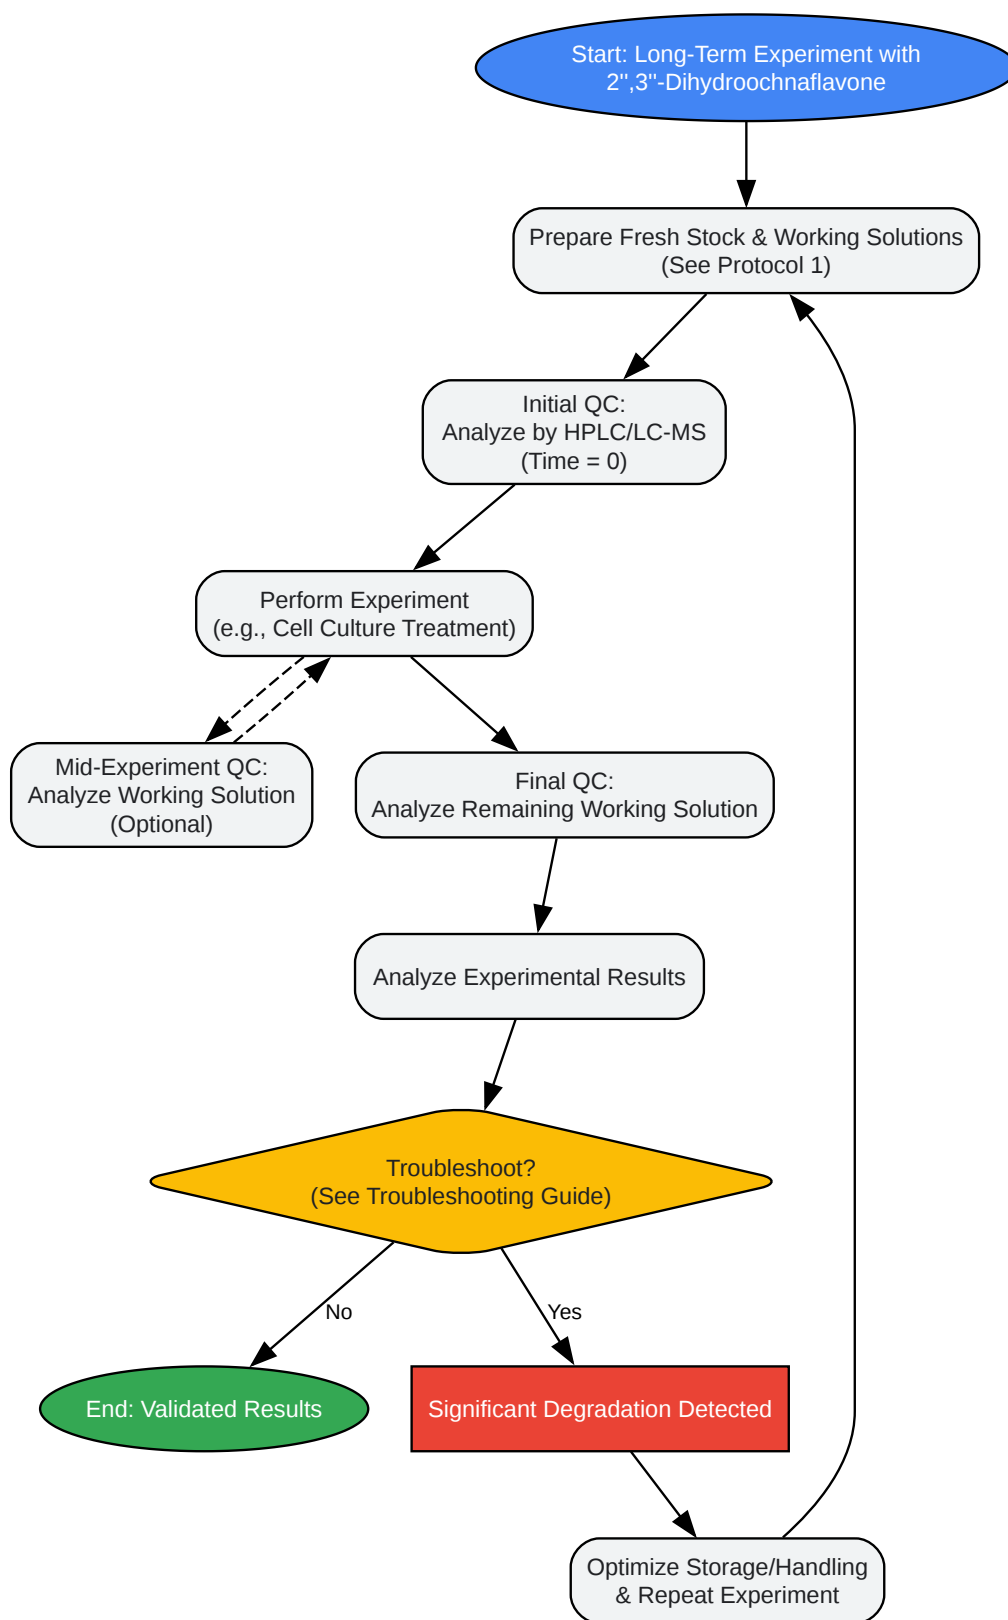 Start: Long-Term Experiment with
2'',3''-Dihydroochnaflavone
Prepare Fresh Stock & Working Solutions
(See Protocol 1)
Initial QC:
Analyze by HPLC/LC-MS
(Time = 0)
Perform Experiment
(e.g., Cell Culture Treatment)
Mid-Experiment QC:
Analyze Working Solution
(Optional)
Final QC:
Analyze Remaining Working Solution
Analyze Experimental Results
Troubleshoot?
(See Troubleshooting Guide)
No
Yes
End: Validated Results
Significant Degradation Detected
Optimize Storage/Handling
& Repeat Experiment